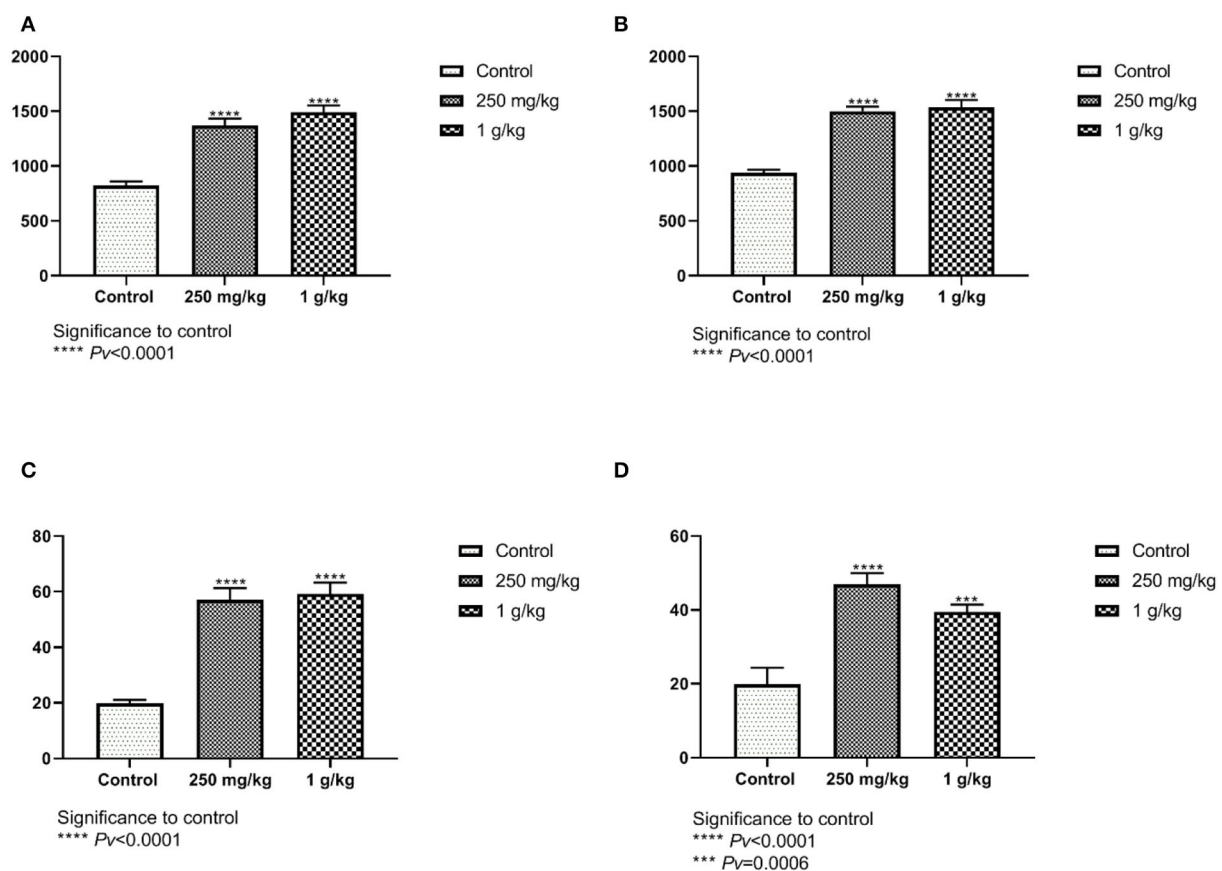 A
2000
1500
1000
500
0
****
****
Control
250 mg/kg
1 g/kg
Control
250 mg/kg
1 g/kg
Significance to control
**** Pv<0.0001
B
2000
1500
1000
500
0
****
****
Control
250 mg/kg
1 g/kg
Control
250 mg/kg
1 g/kg
Significance to control
**** Pv<0.0001
C
80
60
40
20
0
****
****
Control
250 mg/kg
1 g/kg
Control
250 mg/kg
1 g/kg
Significance to control
**** Pv<0.0001
D
60
40
20
0
****
***
Control
250 mg/kg
1 g/kg
Control
250 mg/kg
1 g/kg
Significance to control
**** Pv<0.0001
*** Pv=0.0006